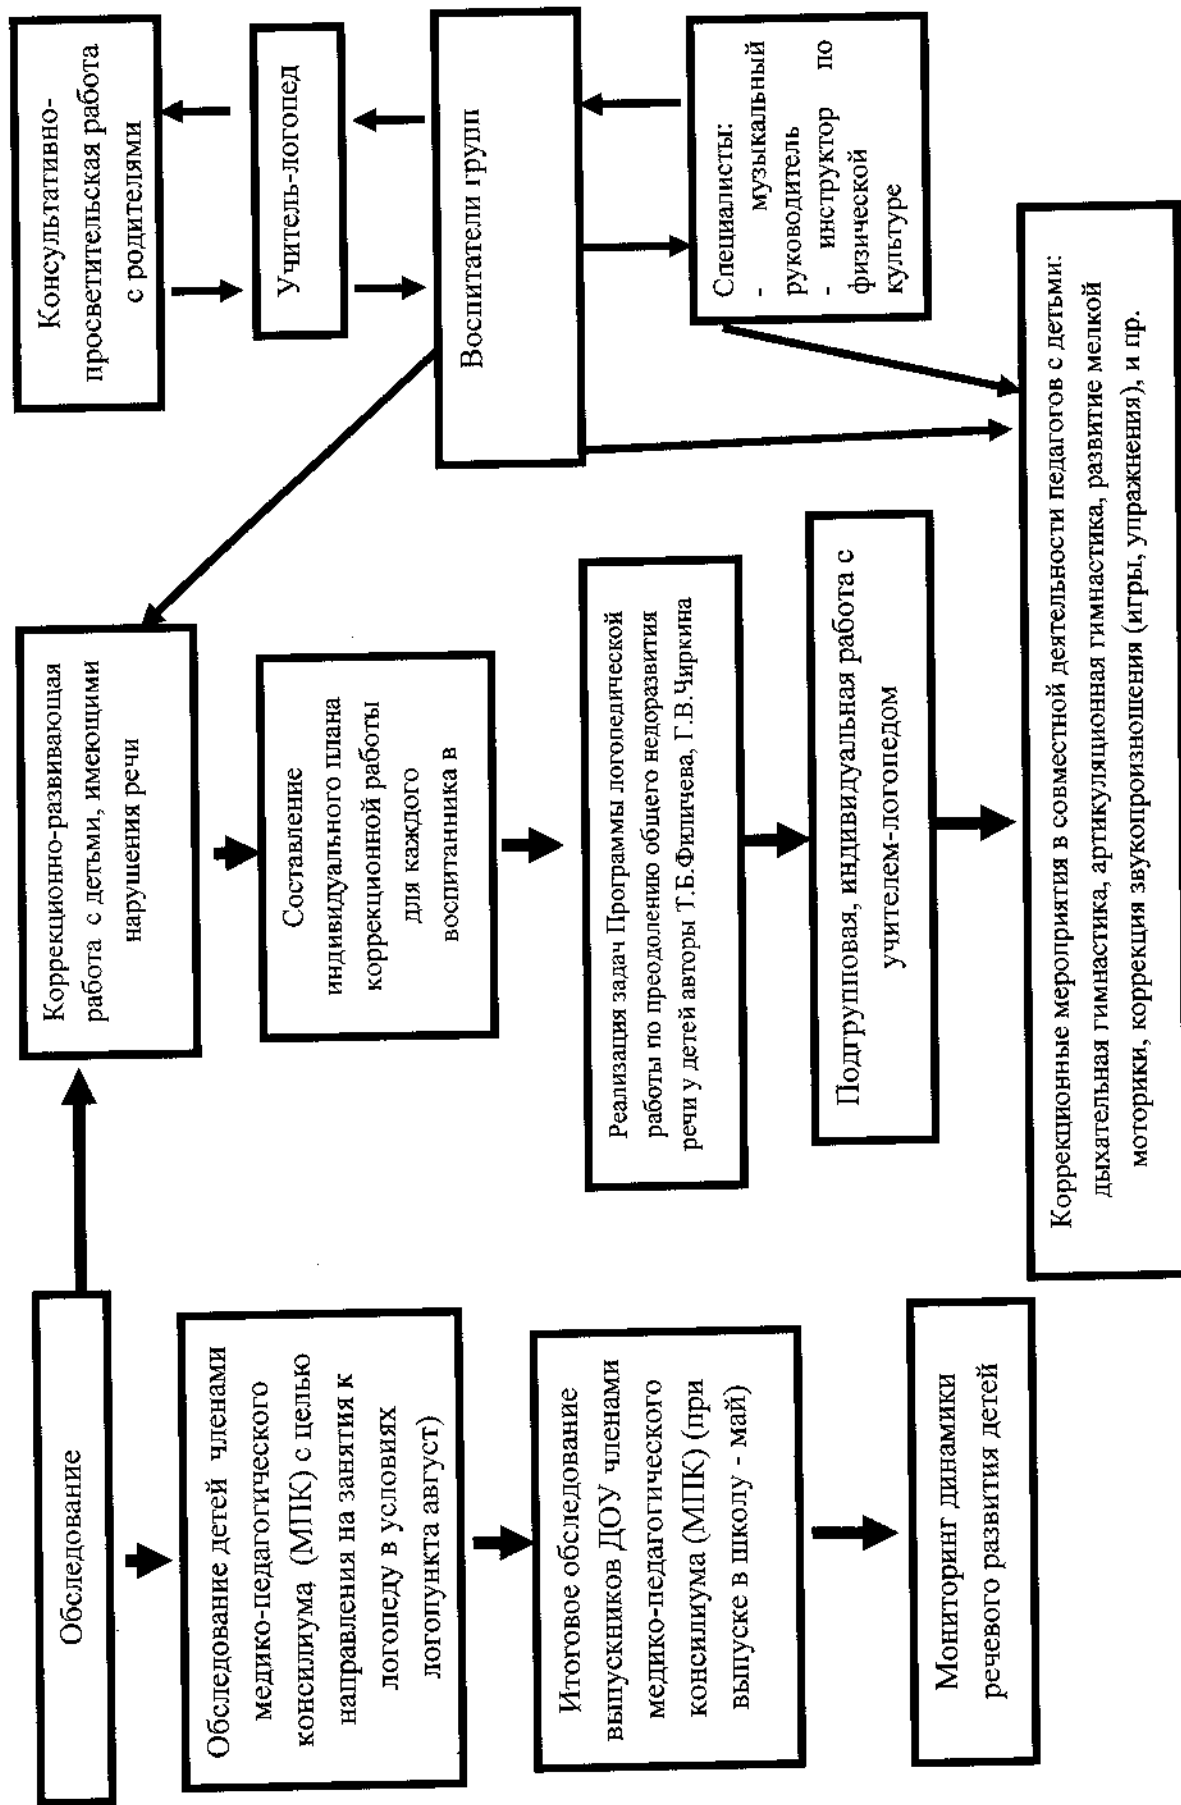 Обследование
Обследование детей членами
медико-педагогического
консилиума (МПК) с целью
направления на занятия к
логопеду в условиях
логопункта август)
Итоговое обследование
выпускников ДОУ членами
медико-педагогического
консилиума (МПК) (при
выпуске в школу - май)
Мониторинг динамики
речевого развития детей
Коррекционно-развивающая
работа с детьми, имеющими
нарушения речи
Составление
индивидуального плана
коррекционной работы
для каждого
воспитанника в
Реализация задач Программы логопедической
работы по преодолению общего недоразвития
речи у детей авторы Т.Б.Филичева, Г.В.Чиркина
Подгрупповая, индивидуальная работа с
учителем-логопедом
Консультативно-
просветительская работа
с родителями
Учитель-логопед
Воспитатели групп
Специалисты:
- музыкальный
руководитель
- инструктор по
физической
культуре
Коррекционные мероприятия в совместной деятельности педагогов с детьми:
дыхательная гимнастика, артикуляционная гимнастика, развитие мелкой
моторики, коррекция звукопроизношения (игры, упражнения), и пр.